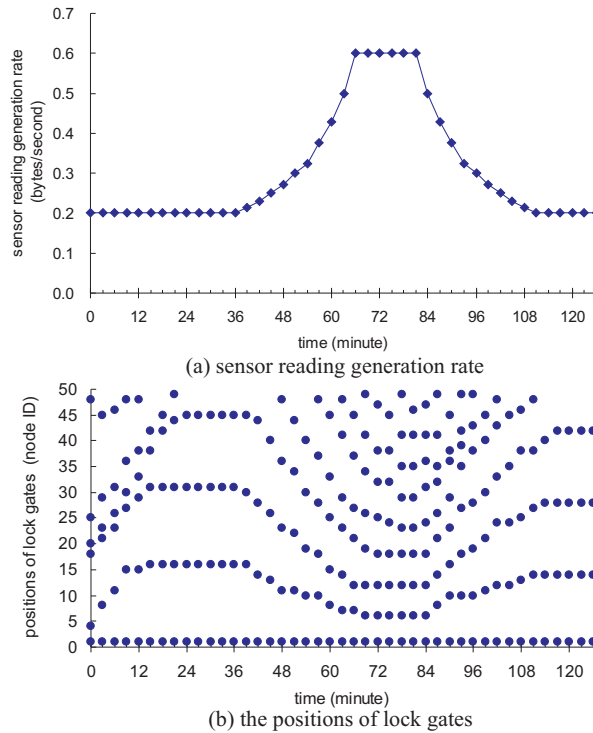 0.7
0.6
0.5
0.4
0.3
0.2
0.1
0.0
sensor reading generation rate
(bytes/second)
0 12 24 36 48 60 72 84 96 108 120
time (minute)
(a) sensor reading generation rate
50
45
40
35
30
25
20
15
10
5
0
positions of lock gates (node ID)
0 12 24 36 48 60 72 84 96 108 120
time (minute)
(b) the positions of lock gates